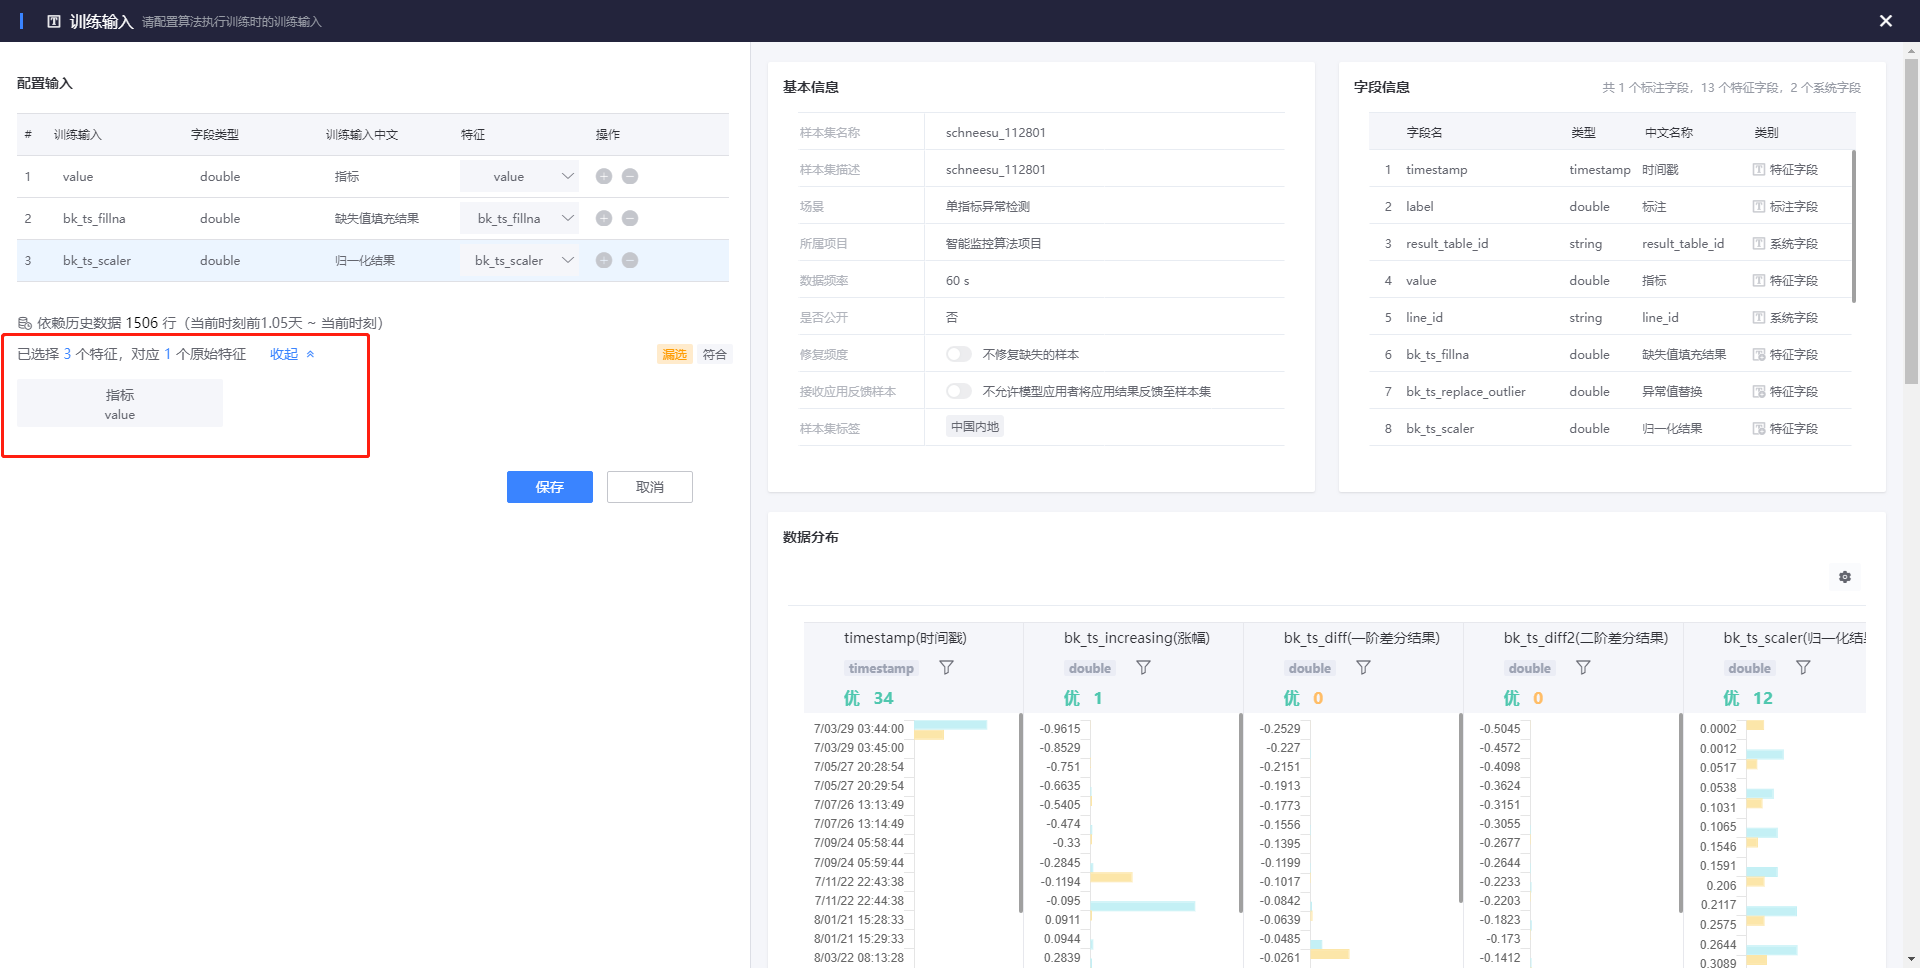 训练输入 请配置算法执行训练时的训练输入
配置输入
# 训练输入 字段类型 训练输入中文 特征 操作
1 value double 指标 value
2 bk_ts_fillna double 缺失值填充结果 bk_ts_fillna
3 bk_ts_scaler double 归一化结果 bk_ts_scaler
依赖历史数据 1506 行（当前时刻前1.05天 ~ 当前时刻）
已选择 3 个特征，对应 1 个原始特征 收起
漏选 符合
指标
value
保存 取消
基本信息
样本集名称 schneesu_112801
样本集描述 schneesu_112801
场景 单指标异常检测
所属项目 智能监控算法项目
数据频率 60 s
是否公开 否
修复频度 不修复缺失的样本
接收应用反馈样本 不允许模型应用者将应用结果反馈至样本集
样本集标签 中国内地
字段信息 共 1 个标注字段，13 个特征字段，2 个系统字段
字段名 类型 中文名称 类别
1 timestamp timestamp 时间戳 特征字段
2 label double 标注 标注字段
3 result_table_id string result_table_id 系统字段
4 value double 指标 特征字段
5 line_id string line_id 系统字段
6 bk_ts_fillna double 缺失值填充结果 特征字段
7 bk_ts_replace_outlier double 异常值替换 特征字段
8 bk_ts_scaler double 归一化结果 特征字段
数据分布
timestamp(时间戳) bk_ts_increasing(涨幅) bk_ts_diff(一阶差分结果) bk_ts_diff2(二阶差分结果) bk_ts_scaler(归一化结
timestamp double double double double
优 34 优 1 优 0 优 0 优 12
7/03/29 03:44:00 -0.9615 -0.2529 -0.5045 0.0002
7/03/29 03:45:00 -0.8529 -0.227 -0.4572 0.0012
7/05/27 20:28:54 -0.751 -0.2151 -0.4098 0.0517
7/05/27 20:29:54 -0.6635 -0.1913 -0.3624 0.0538
7/07/26 13:13:49 -0.5405 -0.1773 -0.3151 0.1031
7/07/26 13:14:49 -0.474 -0.1556 -0.3055 0.1065
7/09/24 05:58:44 -0.33 -0.1395 -0.2677 0.1546
7/09/24 05:59:44 -0.2845 -0.1199 -0.2644 0.1591
7/11/22 22:43:38 -0.1194 -0.1017 -0.2233 0.206
7/11/22 22:44:38 -0.095 -0.0842 -0.2203 0.2117
8/01/21 15:28:33 0.0911 -0.0639 -0.1823 0.2575
8/01/21 15:29:33 0.0944 -0.0485 -0.173 0.2644
8/03/22 08:13:28 0.2839 -0.0261 -0.1412 0.3089